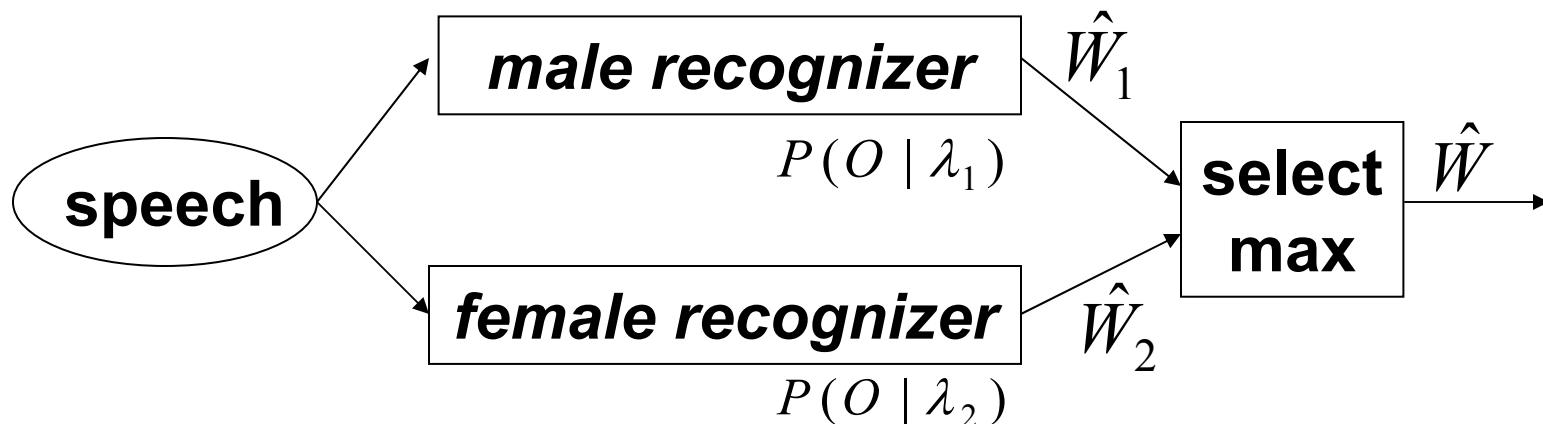 speech
male recognizer
P(O | λ₁)
female recognizer
P(O | λ₂)
Ŵ₁
Ŵ₂
select
max
Ŵ